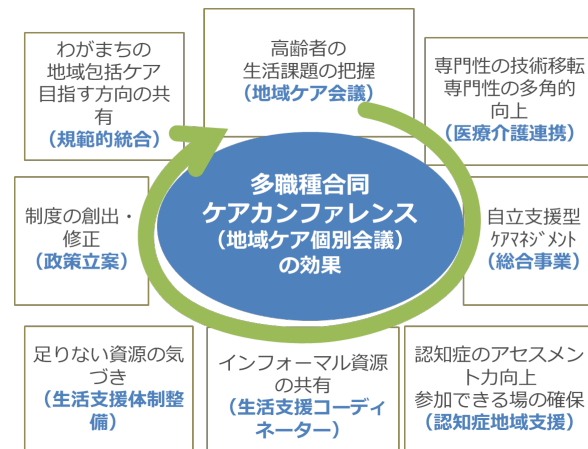 わがまちの
地域包括ケア
目指す方向の共
有
（規範的統合）
高齢者の
生活課題の把握
（地域ケア会議）
専門性の技術移転
専門性の多角的
向上
（医療介護連携）
多職種合同
ケアカンファレンス
（地域ケア個別会議）
の効果
制度の創出・
修正
（政策立案）
自立支援型
ｹｱﾏﾈｼﾞﾒﾝﾄ
（総合事業）
足りない資源の気
づき
（生活支援体制整
備）
インフォーマル資源
の共有
（生活支援コーディ
ネーター）
認知症のアセスメン
ト力向上
参加できる場の確保
（認知症地域支援）